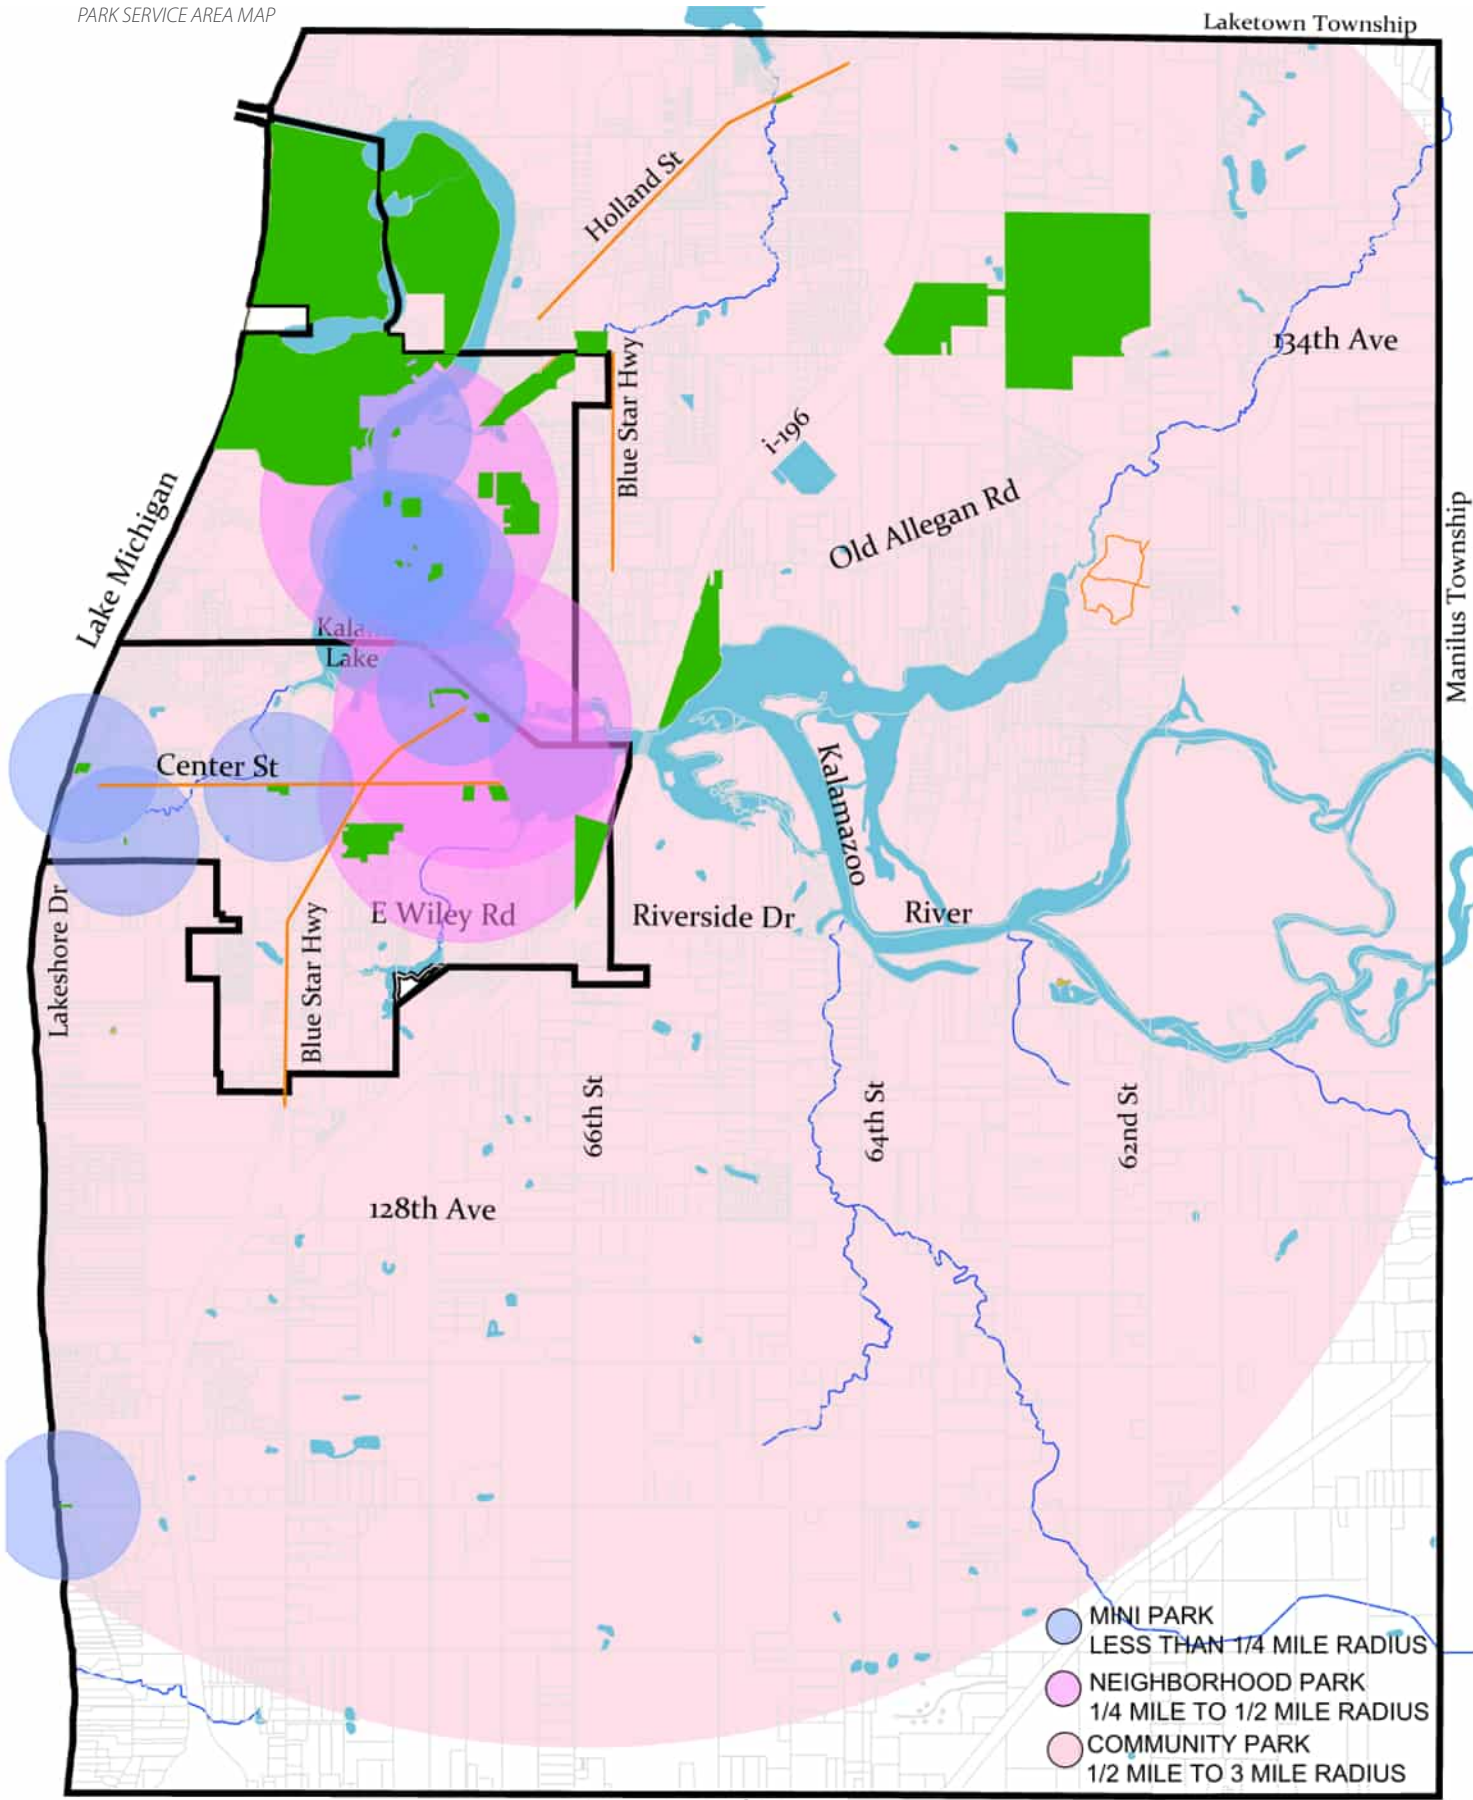 PARK SERVICE AREA MAP
Laketown Township
Holland St
134th Ave
Blue Star Hwy
i-196
Old Allegan Rd
Lake Michigan
Manilus Township
Lake
Center St
Kalamazoo
River
Lakeshore Dr
Blue Star Hwy
E Wiley Rd
Riverside Dr
66th St
64th St
62nd St
128th Ave
MINI PARK
LESS THAN 1/4 MILE RADIUS
NEIGHBORHOOD PARK
1/4 MILE TO 1/2 MILE RADIUS
COMMUNITY PARK
1/2 MILE TO 3 MILE RADIUS